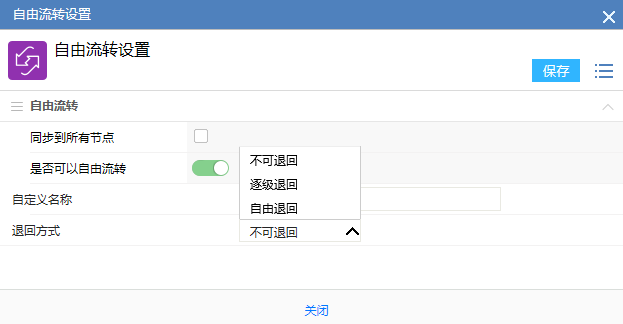 自由流转设置
自由流转设置
保存
自由流转
同步到所有节点
是否可以自由流转
不可退回
逐级退回
自由退回
自定义名称
退回方式
不可退回
关闭